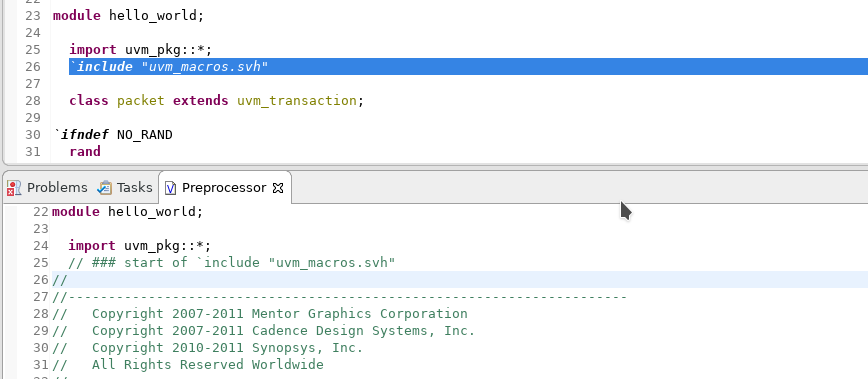 22
23 module hello_world;
24
25   import uvm_pkg::*;
26   `include "uvm_macros.svh"
27
28   class packet extends uvm_transaction;
29
30 `ifndef NO_RAND
31   rand
Problems Tasks Preprocessor
22 module hello_world;
23
24   import uvm_pkg::*;
25   // ### start of `include "uvm_macros.svh"
26 //
27 //----------------------------------------------------------------------
28 //   Copyright 2007-2011 Mentor Graphics Corporation
29 //   Copyright 2007-2011 Cadence Design Systems, Inc.
30 //   Copyright 2010-2011 Synopsys, Inc.
31 //   All Rights Reserved Worldwide